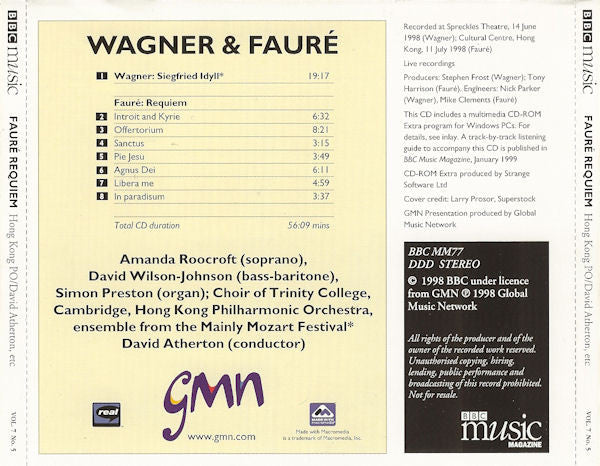 BBC music
FAURÉ REQUIEM Hong Kong PO/David Atherton, etc
VOL. 7 No. 5
WAGNER & FAURÉ
1 Wagner: Siegfried Idyll* 19:17
Fauré: Requiem
2 Introit and Kyrie 6:32
3 Offertorium 8:21
4 Sanctus 3:15
5 Pie Jesu 3:49
6 Agnus Dei 6:11
7 Libera me 4:59
8 In paradisum 3:37
Total CD duration 56:09 mins
Amanda Roocroft (soprano),
David Wilson-Johnson (bass-baritone),
Simon Preston (organ); Choir of Trinity College,
Cambridge, Hong Kong Philharmonic Orchestra,
ensemble from the Mainly Mozart Festival*
David Atherton (conductor)
real
gmn
www.gmn.com
MADE WITH
MACROMEDIA
Made with Macromedia
is a trademark of Macromedia, Inc.
Recorded at Spreckles Theatre, 14 June
1998 (Wagner); Cultural Centre, Hong
Kong, 11 July 1998 (Fauré)
Live recordings
Producers: Stephen Frost (Wagner); Tony
Harrison (Fauré). Engineers: Nick Parker
(Wagner), Mike Clements (Fauré)
This CD includes a multimedia CD-ROM
Extra program for Windows PCs: For
details, see inlay. A track-by-track listening
guide to accompany this CD is published in
BBC Music Magazine, January 1999
CD-ROM Extra produced by Strange
Software Ltd
Cover credit: Larry Prosor, Superstock
GMN Presentation produced by Global
Music Network
BBC MM77
DDD STEREO
© 1998 BBC under licence
from GMN ℗ 1998 Global
Music Network
All rights of the producer and of the
owner of the recorded work reserved.
Unauthorised copying, hiring,
lending, public performance and
broadcasting of this record prohibited.
Not for resale.
BBC
music
MAGAZINE
BBC music
FAURÉ REQUIEM Hong Kong PO/David Atherton, etc
VOL. 7 No. 5